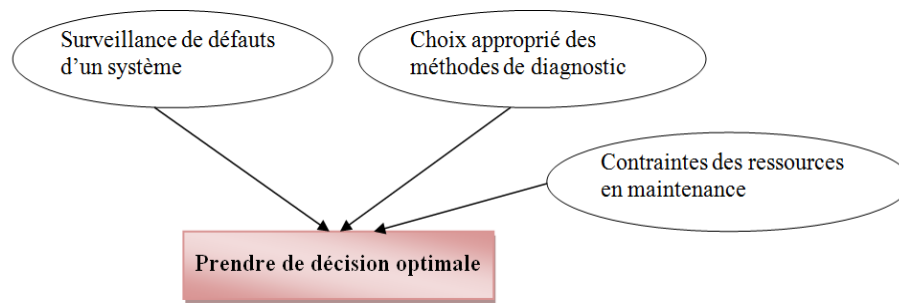 Surveillance de défauts
d’un système
Choix approprié des
méthodes de diagnostic
Contraintes des ressources
en maintenance
Prendre de décision optimale